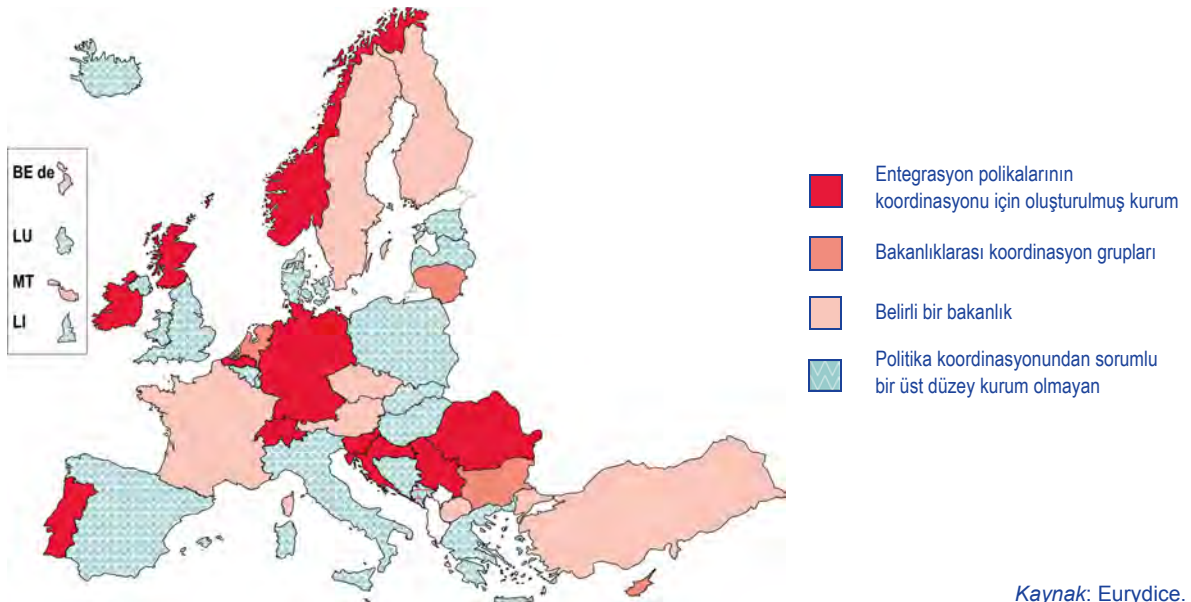 BE de
LU
MT
LI
Entegrasyon polikalarının
koordinasyonu için oluşturulmuş kurum
Bakanlıklarası koordinasyon grupları
Belirli bir bakanlık
Politika koordinasyonundan sorumlu
bir üst düzey kurum olmayan
Kaynak: Eurydice.